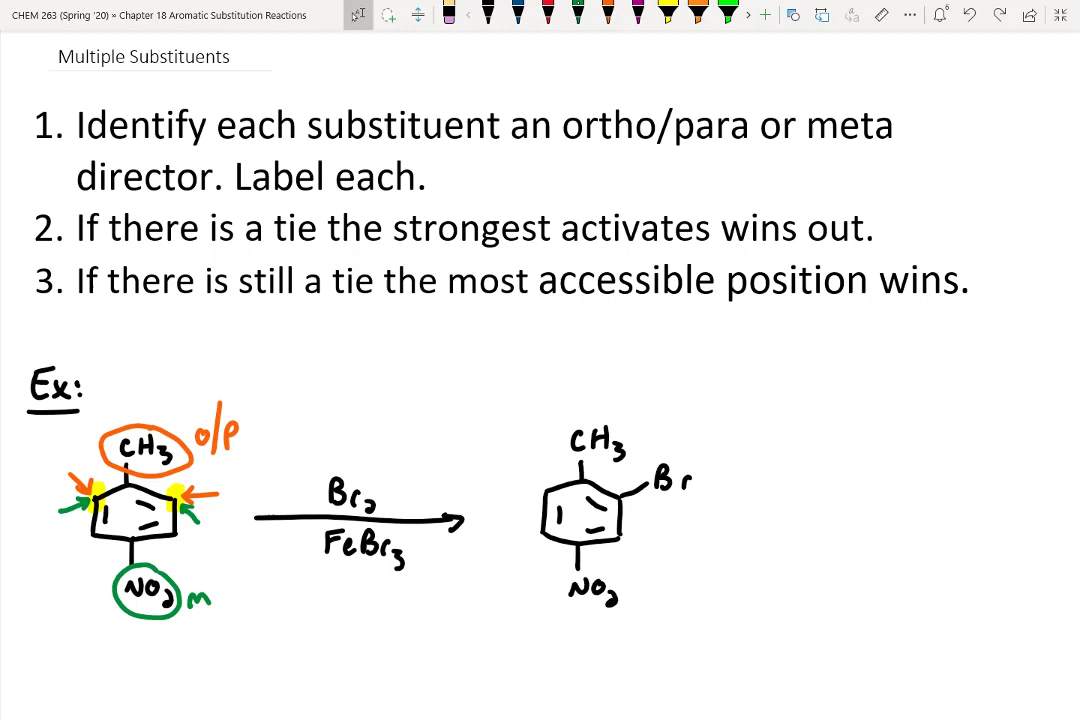 CHEM 263 (Spring '20) » Chapter 18 Aromatic Substitution Reactions
6
Multiple Substituents
1. Identify each substituent an ortho/para or meta
director. Label each.
2. If there is a tie the strongest activates wins out.
3. If there is still a tie the most accessible position wins.
Ex:
CH3 o/p
Br2
FeBr3
NO2 m
CH3
Br
NO2